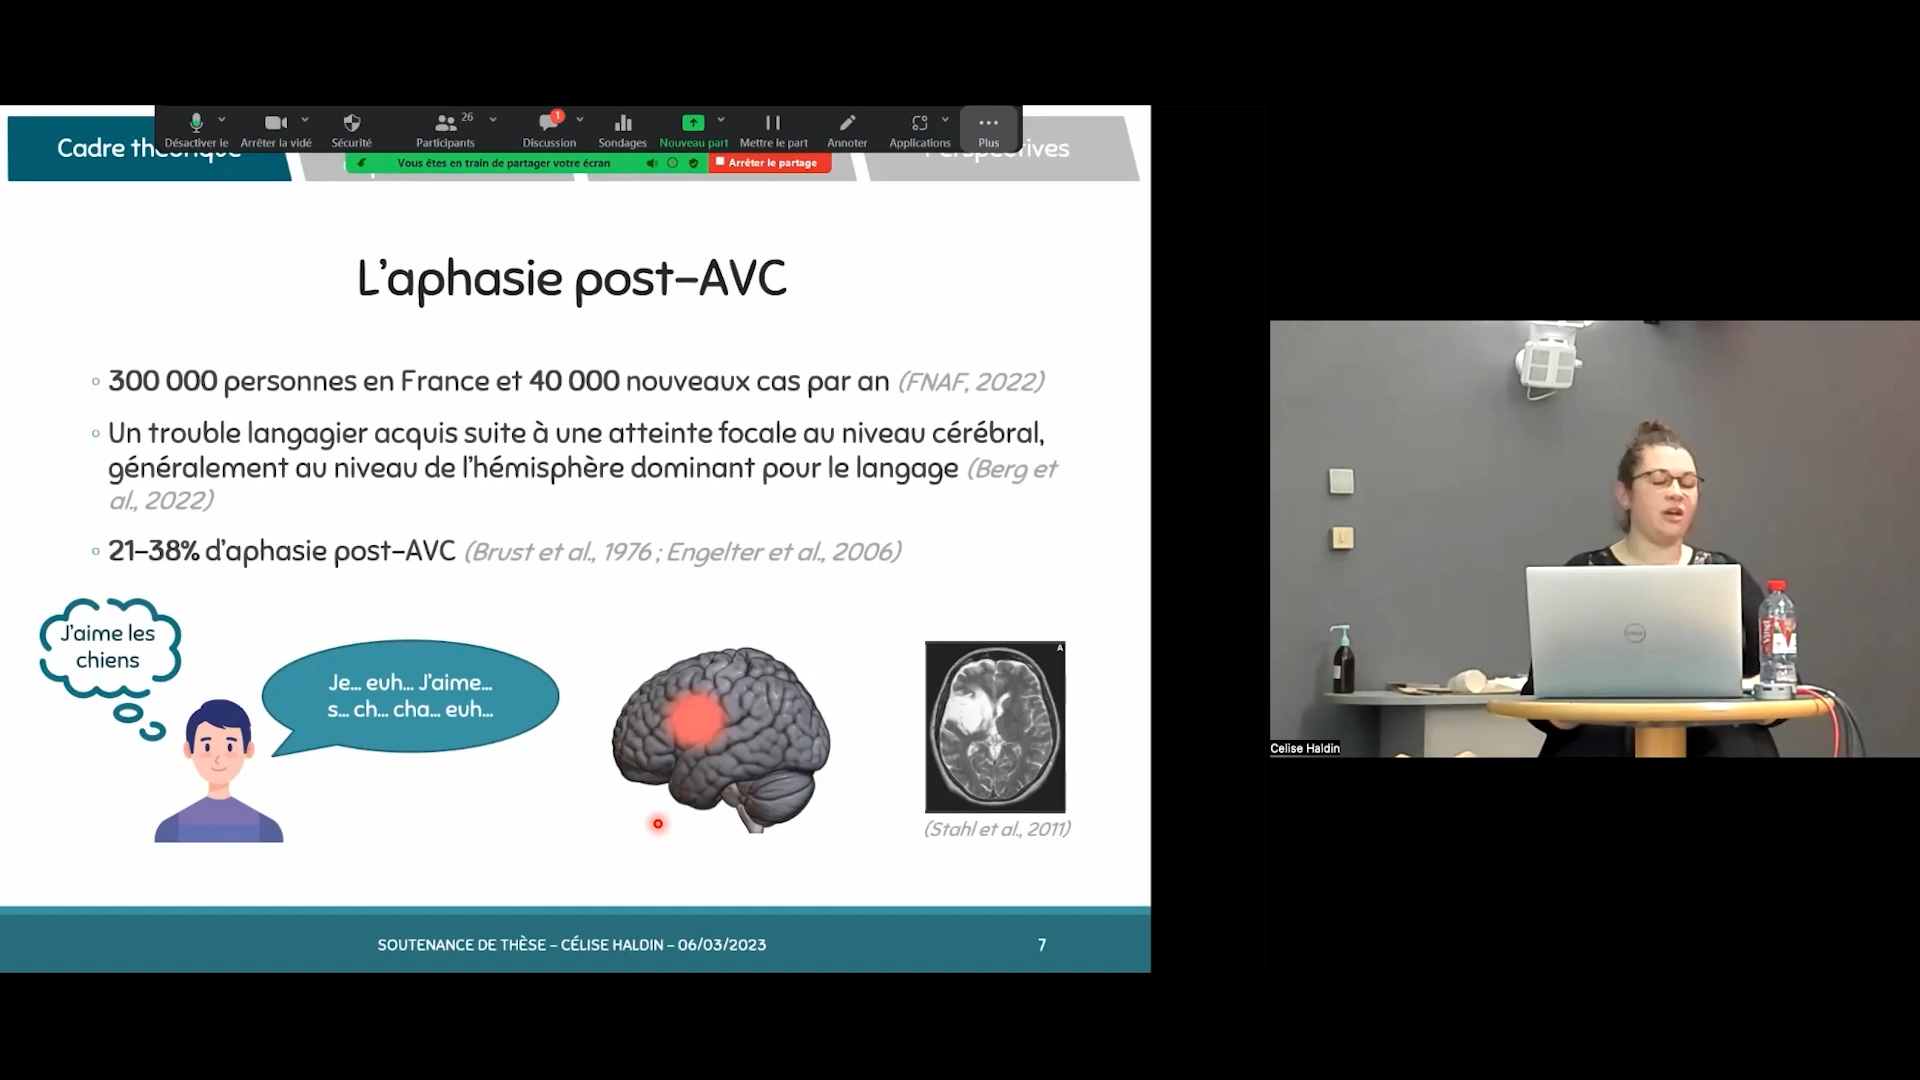 26
1
Désactiver le
Arrêter la vidé
Sécurité
Participants
Discussion
Sondages
Nouveau part
Mettre le part
Annoter
Applications
Plus
Vous êtes en train de partager votre écran
Arrêter le partage
Cadre théorique
Perspectives
L'aphasie post-AVC
300 000 personnes en France et 40 000 nouveaux cas par an (FNAF, 2022)
Un trouble langagier acquis suite à une atteinte focale au niveau cérébral,
généralement au niveau de l'hémisphère dominant pour le langage (Berg et
al., 2022)
21-38% d'aphasie post-AVC (Brust et al., 1976 ; Engelter et al., 2006)
J'aime les
chiens
Je... euh... J'aime...
s... ch... cha... euh...
A
(Stahl et al., 2011)
SOUTENANCE DE THÈSE – CÉLISE HALDIN – 06/03/2023
7
DELL
Vittel
Celise Haldin